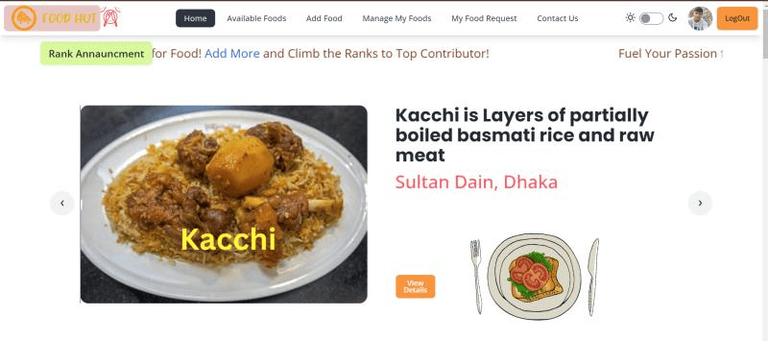 FOOD HUT
Home Available Foods Add Food Manage My Foods My Food Request Contact Us LogOut
Rank Annauncment for Food! Add More and Climb the Ranks to Top Contributor! Fuel Your Passion
Kacchi is Layers of partially
boiled basmati rice and raw
meat
Sultan Dain, Dhaka
Kacchi
View
Details